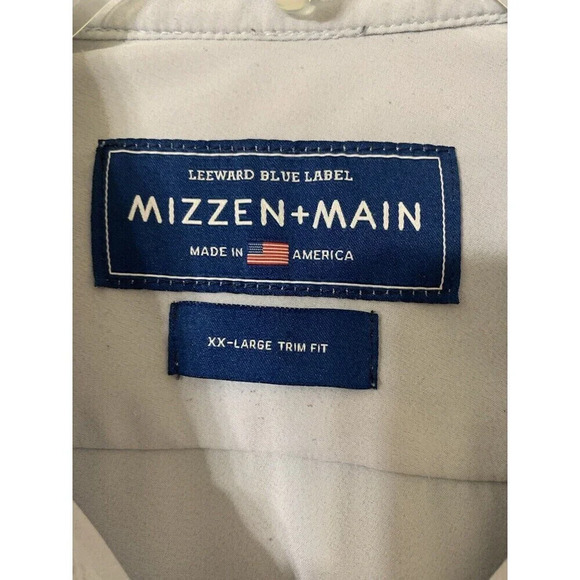 LEEWARD BLUE LABEL
MIZZEN+MAIN
MADE IN AMERICA
XX-LARGE TRIM FIT